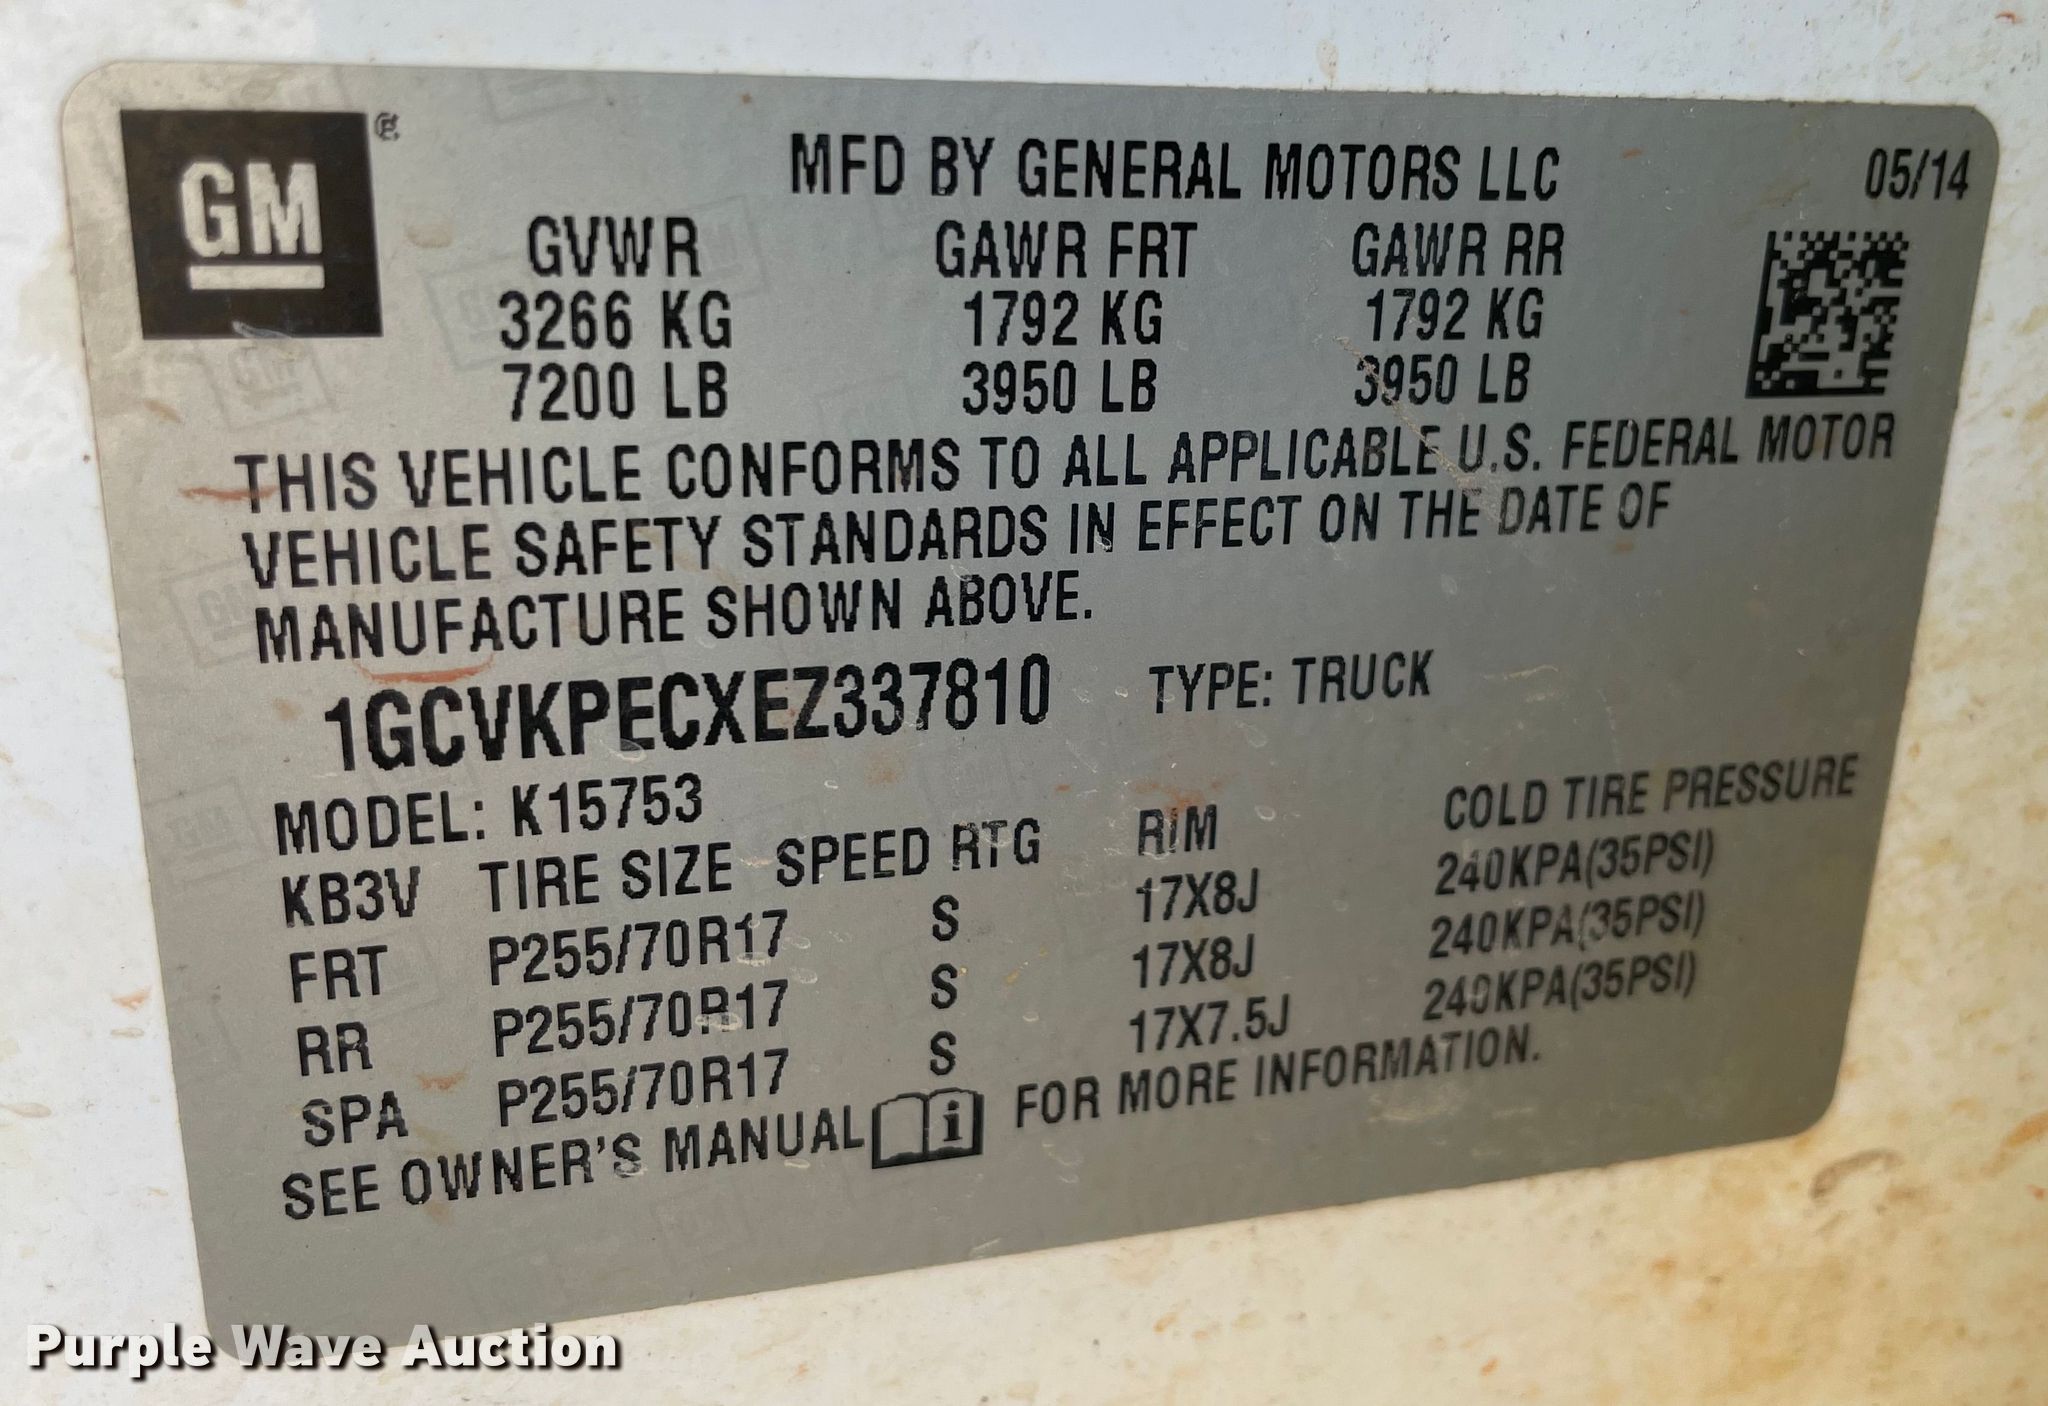 GM®
MFD BY GENERAL MOTORS LLC 05/14
GVWR GAWR FRT GAWR RR
3266 KG 1792 KG 1792 KG
7200 LB 3950 LB 3950 LB
THIS VEHICLE CONFORMS TO ALL APPLICABLE U.S. FEDERAL MOTOR
VEHICLE SAFETY STANDARDS IN EFFECT ON THE DATE OF
MANUFACTURE SHOWN ABOVE.
1GCVKPECXEZ337810 TYPE: TRUCK
MODEL: K15753
KB3V TIRE SIZE SPEED RTG RIM COLD TIRE PRESSURE
FRT P255/70R17 S 17X8J 240KPA(35PSI)
RR P255/70R17 S 17X8J 240KPA(35PSI)
SPA P255/70R17 S 17X7.5J 240KPA(35PSI)
SEE OWNER'S MANUAL i FOR MORE INFORMATION.
Purple Wave Auction